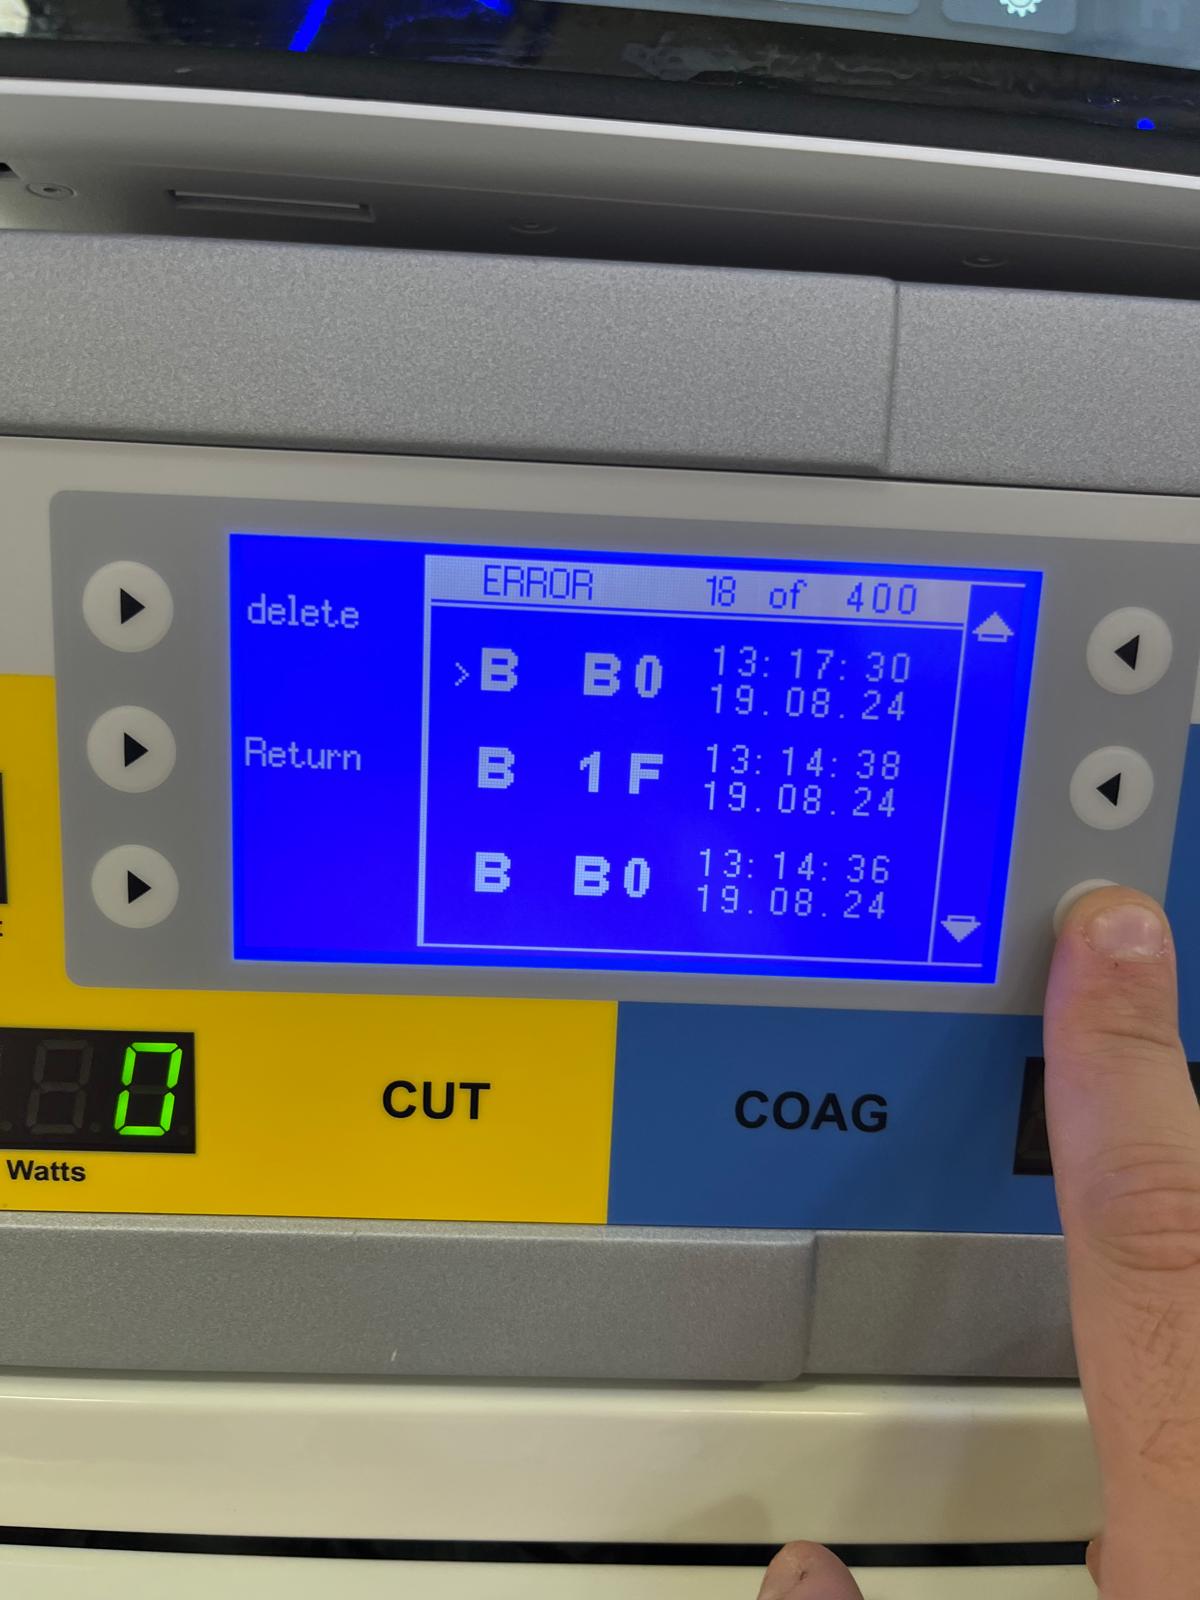 delete
Return
ERROR 18 of 400
>B B0 13:17:30
19.08.24
B 1F 13:14:38
19.08.24
B B0 13:14:36
19.08.24
0
Watts
CUT
COAG